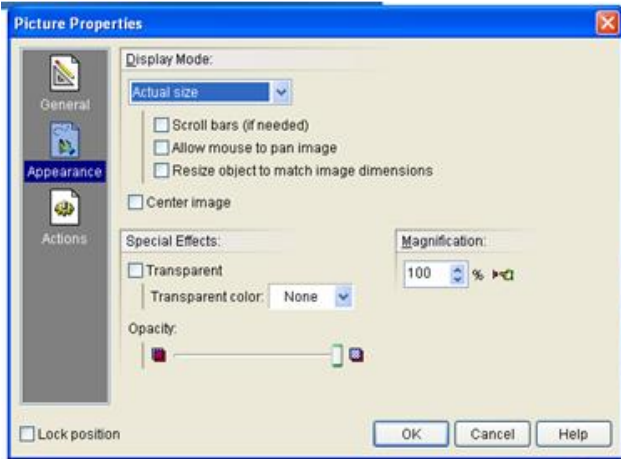 Picture Properties
General
Appearance
Actions
Display Mode:
Actual size
Scroll bars (if needed)
Allow mouse to pan image
Resize object to match image dimensions
Center image
Special Effects:
Transparent
Transparent color: None
Opacity:
Magnification:
100 %
Lock position
OK Cancel Help